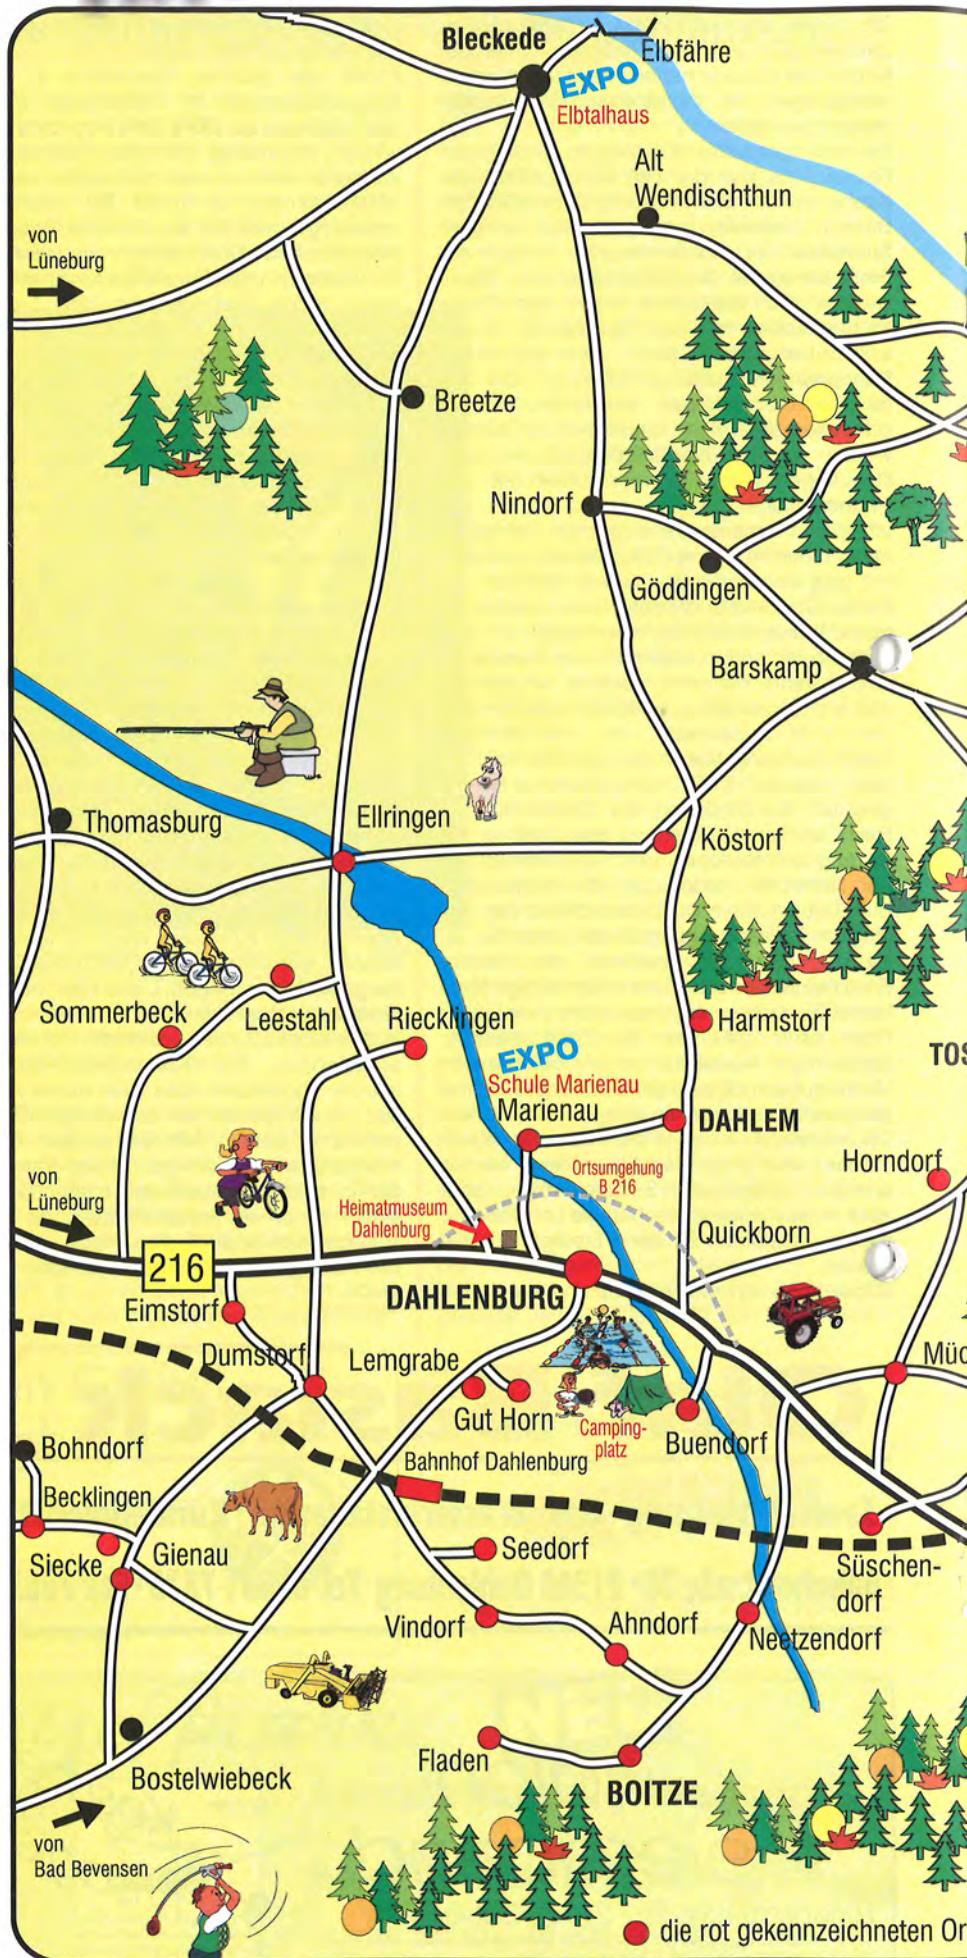 Bleckede
Elbfähre
EXPO
Elbtalhaus
Alt
Wendischthun
von
Lüneburg
Breetze
Nindorf
Göddingen
Barskamp
Ellringen
Thomasburg
Köstorf
Sommerbeck
Leestahl
Riecklingen
Harmstorf
EXPO
Schule Marienau
Marienau
TOS
DAHLEM
Horndorf
von
Lüneburg
Ortsumgehung
B 216
Heimatmuseum
Dahlenburg
Quickborn
216
DAHLENBURG
Eimstorf
Dumstorf
Lemgrabe
Müc
Gut Horn
Camping-
platz
Buendorf
Bohndorf
Bahnhof Dahlenburg
Becklingen
Siecke
Gienau
Seedorf
Süschen-
dorf
Vindorf
Ahndorf
Neetzendorf
Fladen
Bostelwiebeck
BOITZE
von
Bad Bevensen
die rot gekennzeichneten Or